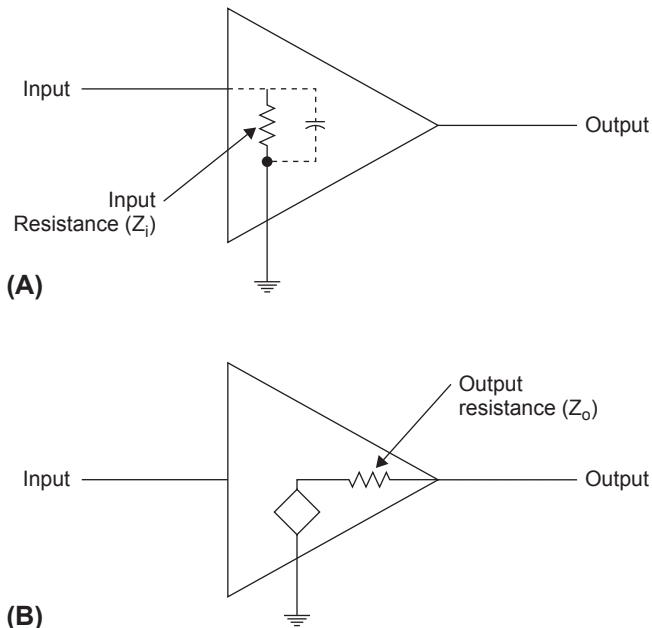 Input
Output
Input
Resistance (Zi)
(A)
Output
resistance (Zo)
Input
Output
(B)